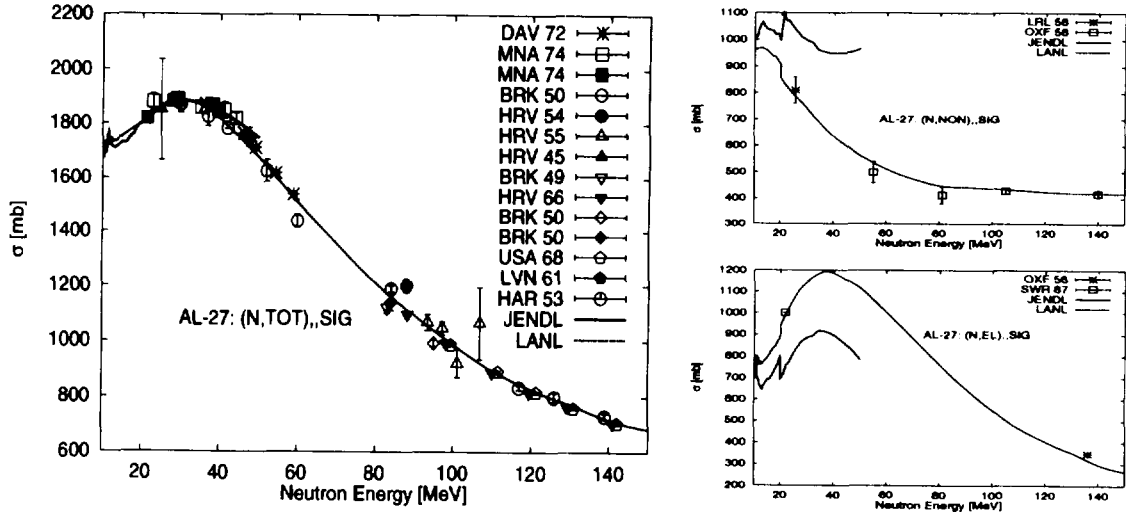 2000
1800
1600
1400
1200
1000
800
600
20 40 60 80 100 120 140
σ [mb]
Neutron Energy [MeV]
DAV 72
MNA 74
MNA 74
BRK 50
HRV 54
HRV 55
HRV 45
BRK 49
HRV 66
BRK 50
BRK 50
USA 68
LVN 61
HAR 53
JENDL
LANL
AL-27: (N,TOT),,SIG
1100
1000
900
800
700
600
500
400
300
20 40 60 80 100 120 140
σ [mb]
Neutron Energy [MeV]
LRL 56
OXF 58
JENDL
LANL
AL-27: (N,NON),,SIG
1200
1100
1000
900
800
700
600
500
400
300
200
20 40 60 80 100 120 140
σ [mb]
Neutron Energy [MeV]
OXF 56
SWR 87
JENDL
LANL
AL-27: (N,EL),,SIG